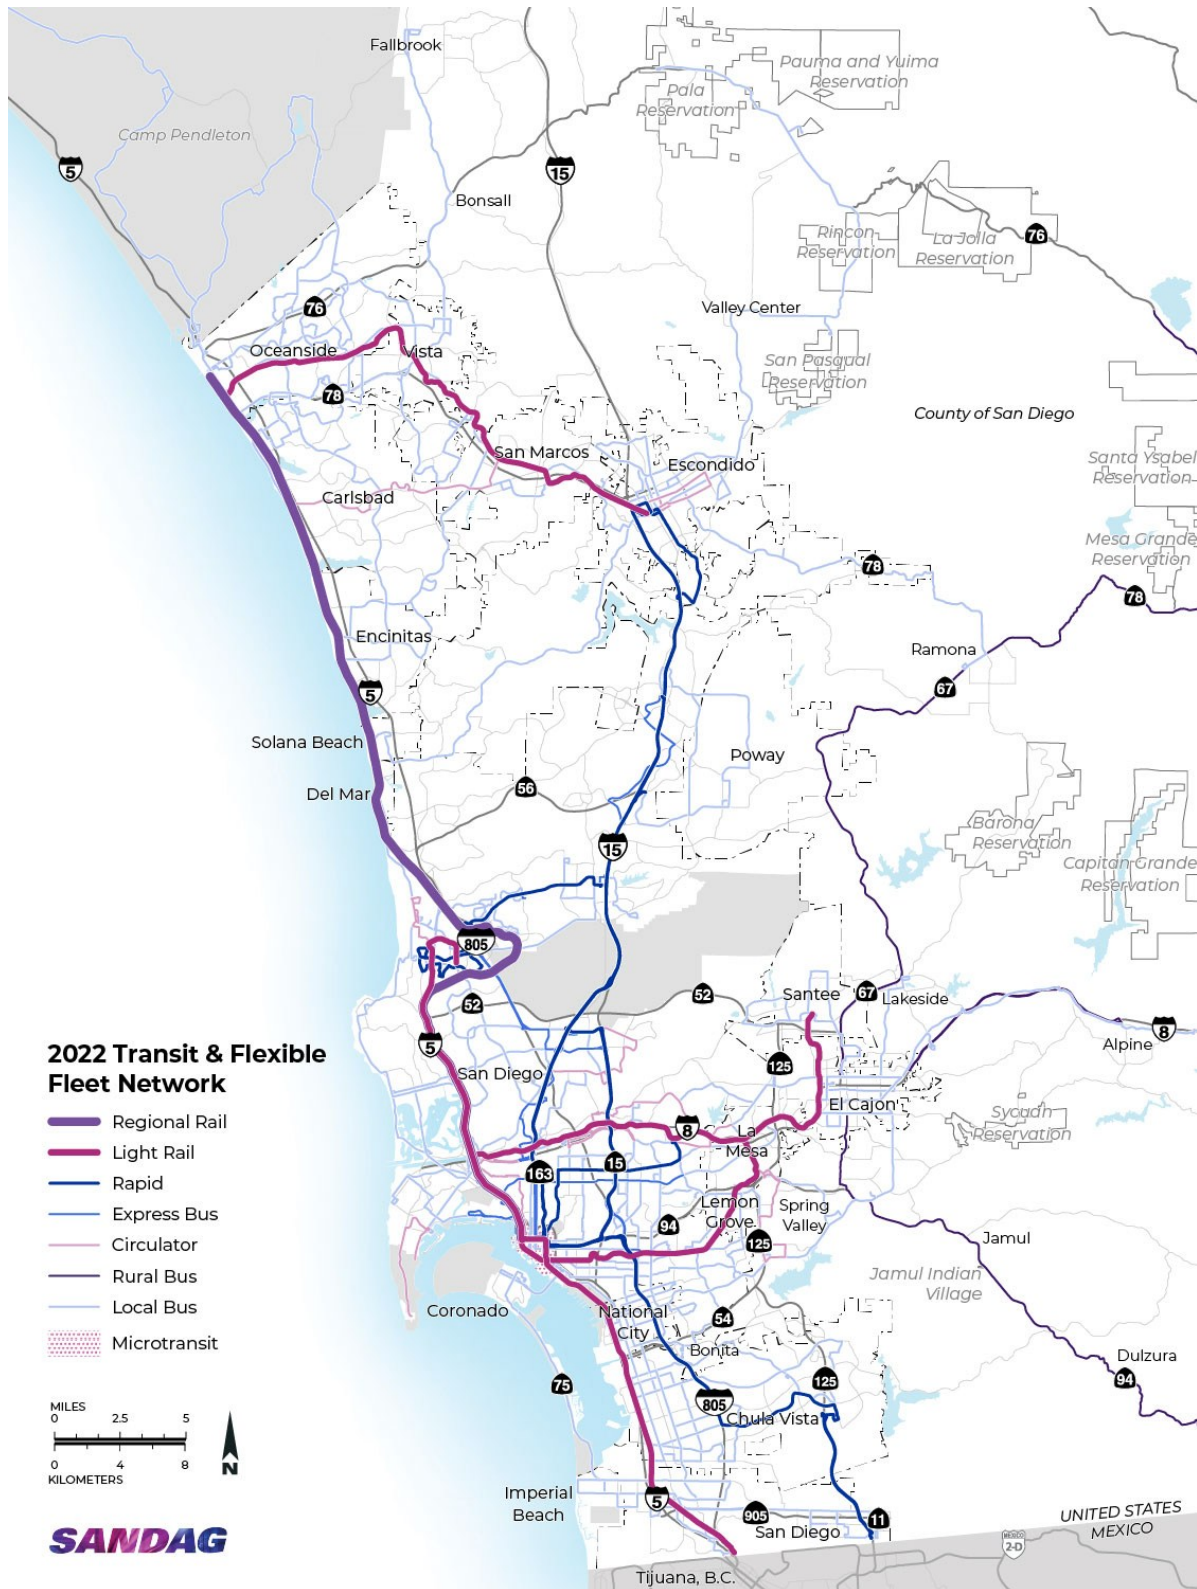 Fallbrook
Pauma and Yuima
Reservation
Pala
Reservation
Camp Pendleton
5
15
Bonsall
Rincon
Reservation
La Jolla
Reservation
76
76
Valley Center
Oceanside
Vista
San Pasqual
Reservation
78
County of San Diego
San Marcos
Escondido
Santa Ysabel
Reservation
Carlsbad
Mesa Grande
Reservation
78
78
Encinitas
Ramona
67
5
Solana Beach
Poway
Del Mar
56
Barona
Reservation
15
Capitan Grande
Reservation
805
52
52
Santee
67
Lakeside
5
8
Alpine
2022 Transit & Flexible
Fleet Network
San Diego
125
El Cajon
Sycuan
Reservation
Regional Rail
Light Rail
Rapid
Express Bus
Circulator
Rural Bus
Local Bus
Microtransit
8
La
Mesa
163
15
Lemon
Grove
Spring
Valley
94
125
Jamul
Jamul Indian
Village
Coronado
National
City
54
Bonita
Dulzura
94
75
125
805
Chula Vista
MILES
0 2.5 5
0 4 8
KILOMETERS
N
Imperial
Beach
5
905
San Diego
11
UNITED STATES
MEXICO
SANDAG
MEXICO
2-D
Tijuana, B.C.